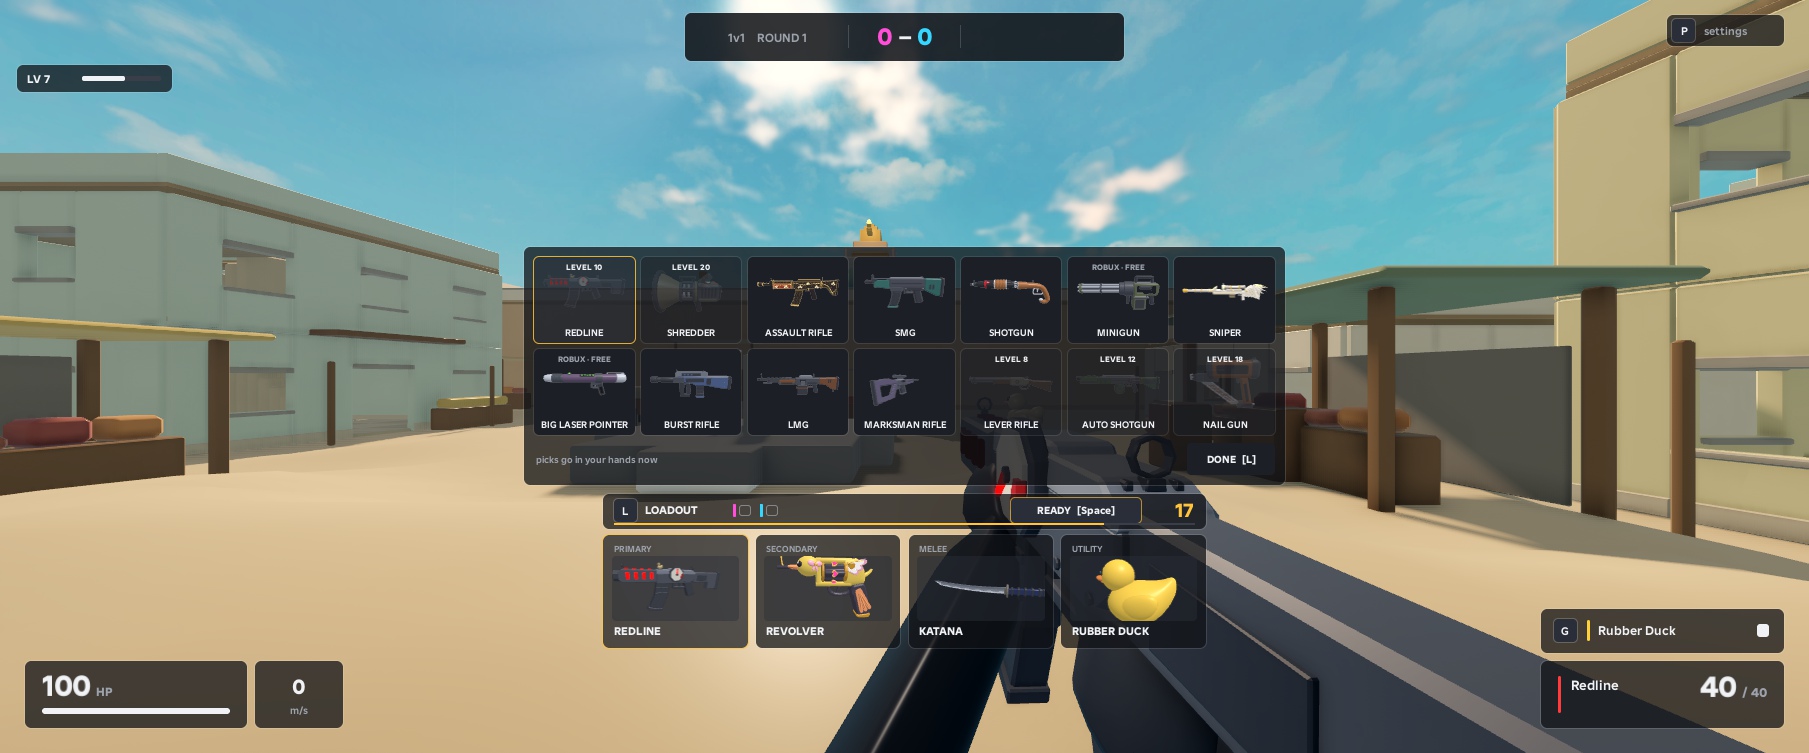 1v1 ROUND 1 0 – 0
P settings
LV 7
LEVEL 10 LEVEL 20 ROBUX · FREE
REDLINE SHREDDER ASSAULT RIFLE SMG SHOTGUN MINIGUN SNIPER
ROBUX · FREE LEVEL 8 LEVEL 12 LEVEL 18
BIG LASER POINTER BURST RIFLE LMG MARKSMAN RIFLE LEVER RIFLE AUTO SHOTGUN NAIL GUN
picks go in your hands now DONE [L]
L LOADOUT READY [Space] 17
PRIMARY SECONDARY MELEE UTILITY
REDLINE REVOLVER KATANA RUBBER DUCK
G Rubber Duck
100 HP
0
m/s
Redline 40 / 40